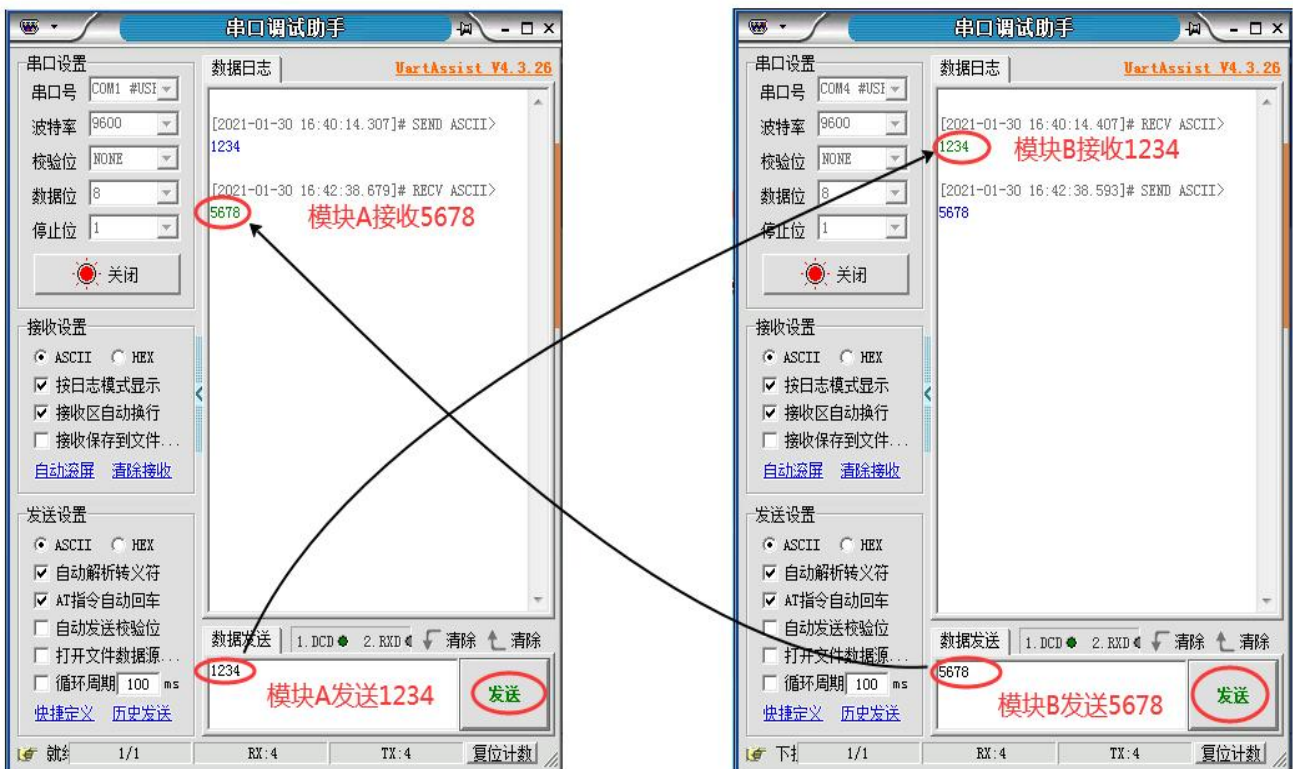 串口调试助手
串口设置
串口号 COM1 #USI
波特率 9600
校验位 NONE
数据位 8
停止位 1
关闭
接收设置
ASCII HEX
按日志模式显示
接收区自动换行
接收保存到文件...
自动滚屏 清除接收
发送设置
ASCII HEX
自动解析转义符
AT指令自动回车
自动发送校验位
打开文件数据源...
循环周期 100 ms
快捷定义 历史发送
数据日志 UartAssist V4.3.26
[2021-01-30 16:40:14.307]# SEND ASCII>
1234
[2021-01-30 16:42:38.679]# RECV ASCII>
5678
模块A接收5678
数据发送 1.DCD 2.RXD 清除 清除
1234
模块A发送1234
发送
就绪 1/1 RX:4 TX:4 复位计数
串口调试助手
串口设置
串口号 COM4 #USI
波特率 9600
校验位 NONE
数据位 8
停止位 1
关闭
接收设置
ASCII HEX
按日志模式显示
接收区自动换行
接收保存到文件...
自动滚屏 清除接收
发送设置
ASCII HEX
自动解析转义符
AT指令自动回车
自动发送校验位
打开文件数据源...
循环周期 100 ms
快捷定义 历史发送
数据日志 UartAssist V4.3.26
[2021-01-30 16:40:14.407]# RECV ASCII>
1234
模块B接收1234
[2021-01-30 16:42:38.593]# SEND ASCII>
5678
数据发送 1.DCD 2.RXD 清除 清除
5678
模块B发送5678
发送
1/1 RX:4 TX:4 复位计数